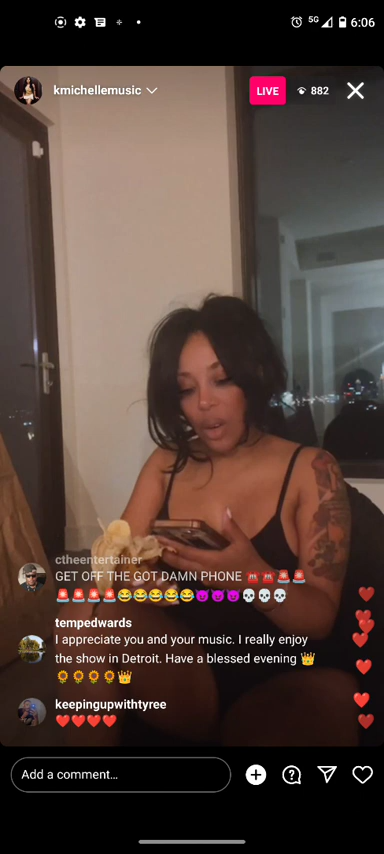 5G 6:06
kmichellemusic LIVE 882
ctheentertainer
GET OFF THE GOT DAMN PHONE 🚨🚨🚨🚨
🚨🚨🚨🚨😂😂😂😂😂😈😈😈💀💀💀
tempedwards
I appreciate you and your music. I really enjoy
the show in Detroit. Have a blessed evening 👑
🌻🌻🌻🌻👑
keepingupwithtyree
❤️❤️❤️❤️
Add a comment...